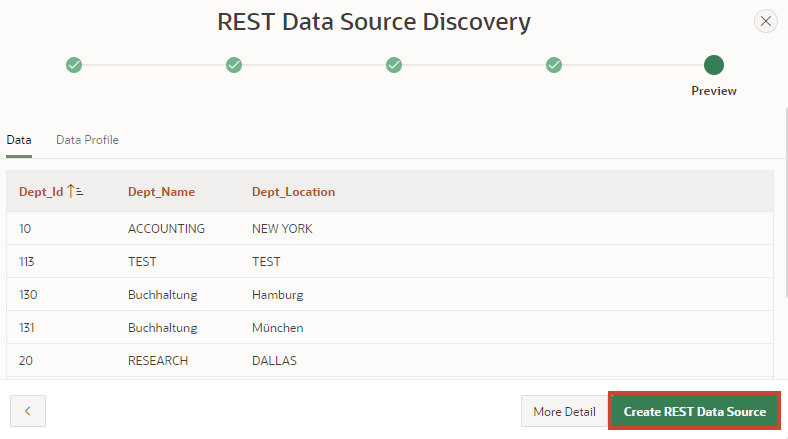 REST Data Source Discovery
Preview
Data Data Profile
Dept_Id Dept_Name Dept_Location
10 ACCOUNTING NEW YORK
113 TEST TEST
130 Buchhaltung Hamburg
131 Buchhaltung München
20 RESEARCH DALLAS
More Detail Create REST Data Source